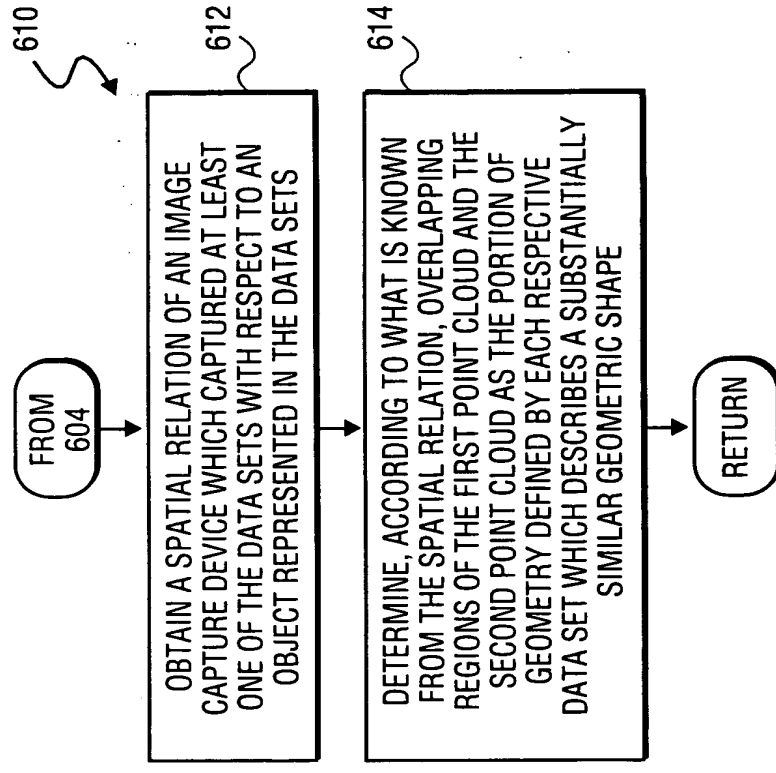 610
FROM
604
612
OBTAIN A SPATIAL RELATION OF AN IMAGE
CAPTURE DEVICE WHICH CAPTURED AT LEAST
ONE OF THE DATA SETS WITH RESPECT TO AN
OBJECT REPRESENTED IN THE DATA SETS
614
DETERMINE, ACCORDING TO WHAT IS KNOWN
FROM THE SPATIAL RELATION, OVERLAPPING
REGIONS OF THE FIRST POINT CLOUD AND THE
SECOND POINT CLOUD AS THE PORTION OF
GEOMETRY DEFINED BY EACH RESPECTIVE
DATA SET WHICH DESCRIBES A SUBSTANTIALLY
SIMILAR GEOMETRIC SHAPE
RETURN